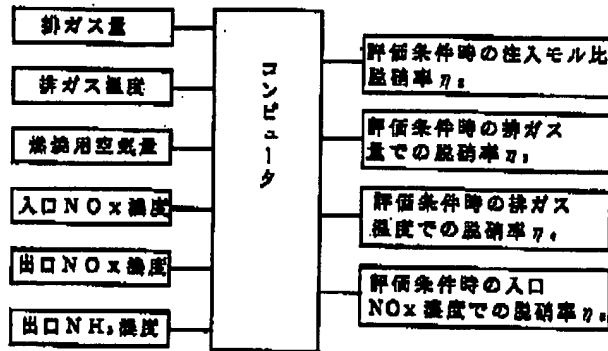 排ガス量
排ガス温度
燃焼用空気量
入口NOx濃度
出口NOx濃度
出口NH₃濃度
コンピュータ
評価条件時の注入モル比
脱硝率η₂
評価条件時の排ガス
量での脱硝率η₃
評価条件時の排ガス
温度での脱硝率η₄
評価条件時の入口
NOx濃度での脱硝率η₅